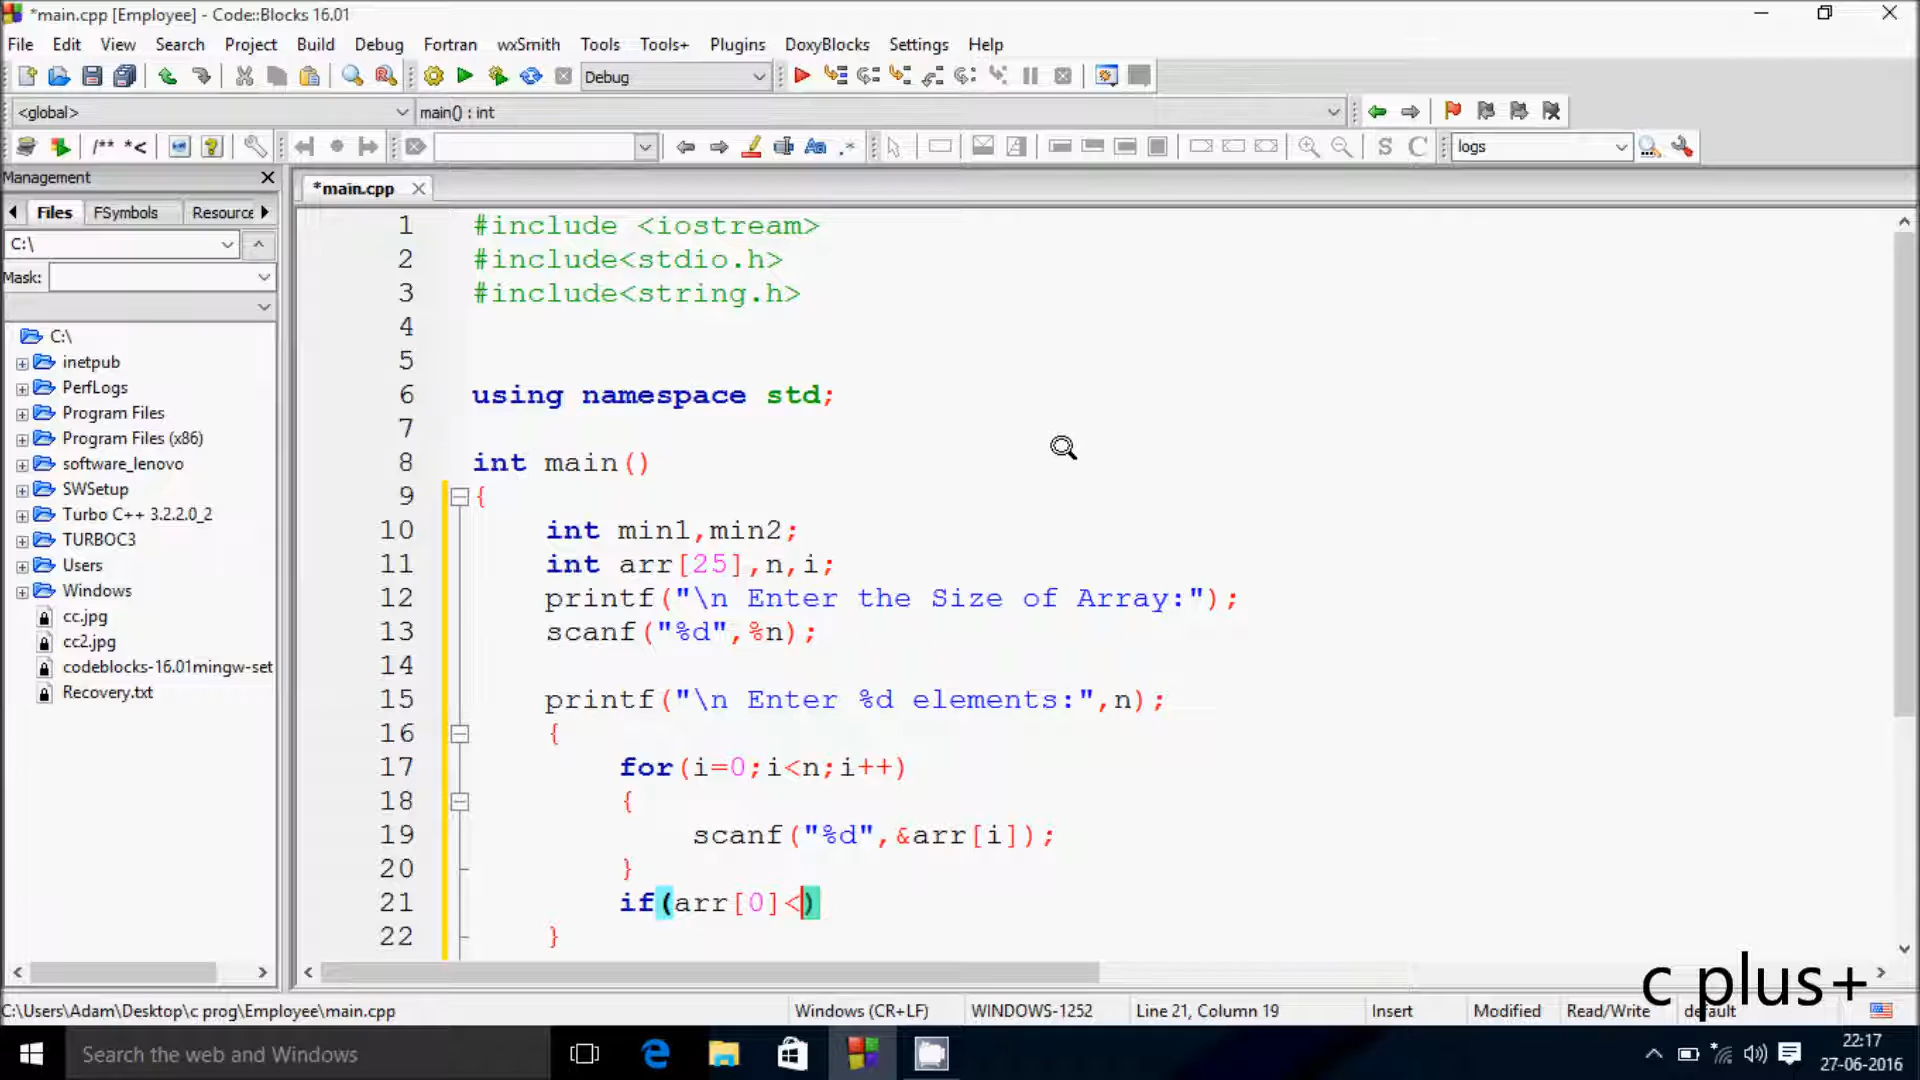 *main.cpp [Employee] - Code::Blocks 16.01
File Edit View Search Project Build Debug Fortran wxSmith Tools Tools+ Plugins DoxyBlocks Settings Help
Debug
<global> main() : int
/** *< Aa .* S C logs
Management
Files FSymbols Resource
C:\
Mask:
C:\
inetpub
PerfLogs
Program Files
Program Files (x86)
software_lenovo
SWSetup
Turbo C++ 3.2.2.0_2
TURBOC3
Users
Windows
cc.jpg
cc2.jpg
codeblocks-16.01mingw-set
Recovery.txt
*main.cpp
1 #include <iostream>
2 #include<stdio.h>
3 #include<string.h>
4
5
6 using namespace std;
7
8 int main()
9 {
10 int min1,min2;
11 int arr[25],n,i;
12 printf("\n Enter the Size of Array:");
13 scanf("%d",%n);
14
15 printf("\n Enter %d elements:",n);
16 {
17 for(i=0;i<n;i++)
18 {
19 scanf("%d",&arr[i]);
20 }
21 if(arr[0]<)
22 }
c plus+
C:\Users\Adam\Desktop\c prog\Employee\main.cpp Windows (CR+LF) WINDOWS-1252 Line 21, Column 19 Insert Modified Read/Write default
Search the web and Windows
22:17
27-06-2016